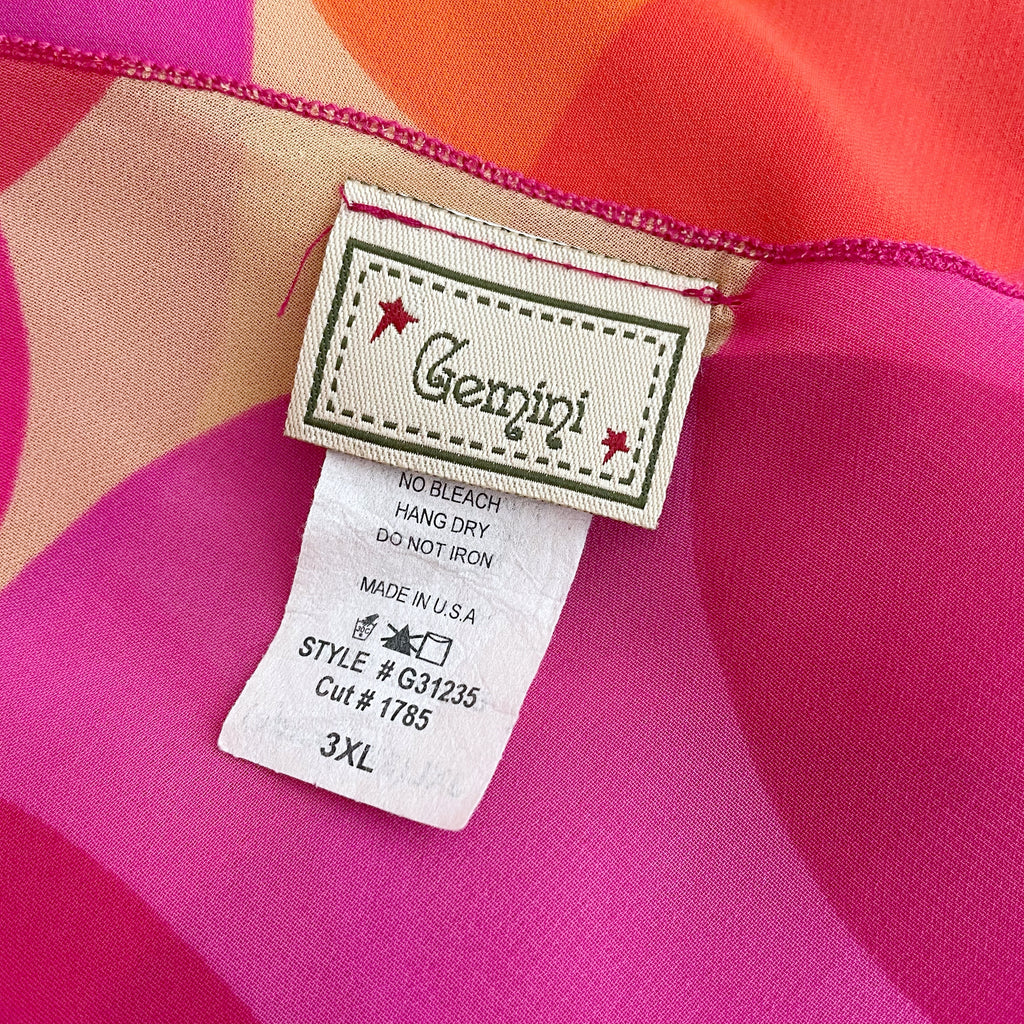 Gemini
NO BLEACH
HANG DRY
DO NOT IRON
MADE IN U.S.A
STYLE # G31235
Cut # 1785
3XL